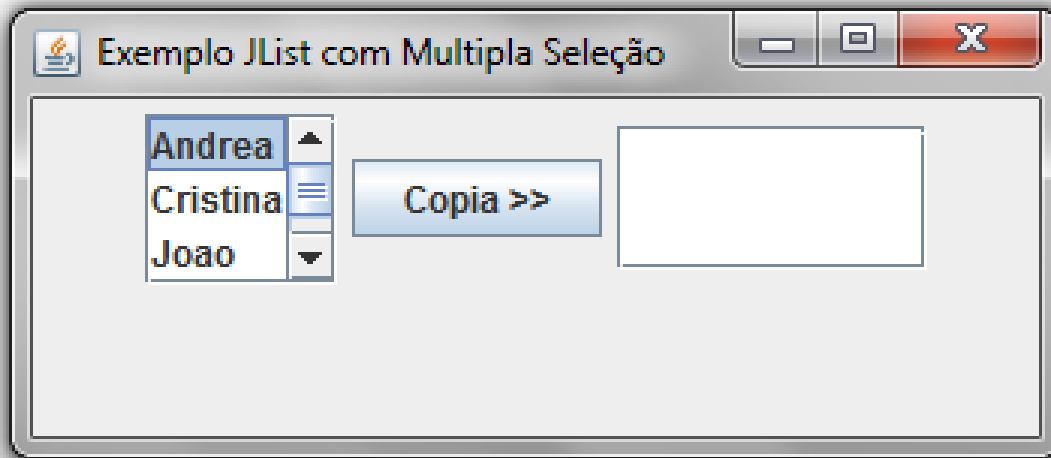 Exemplo JList com Multipla Seleção
Andrea
Cristina
Joao
Copia >>